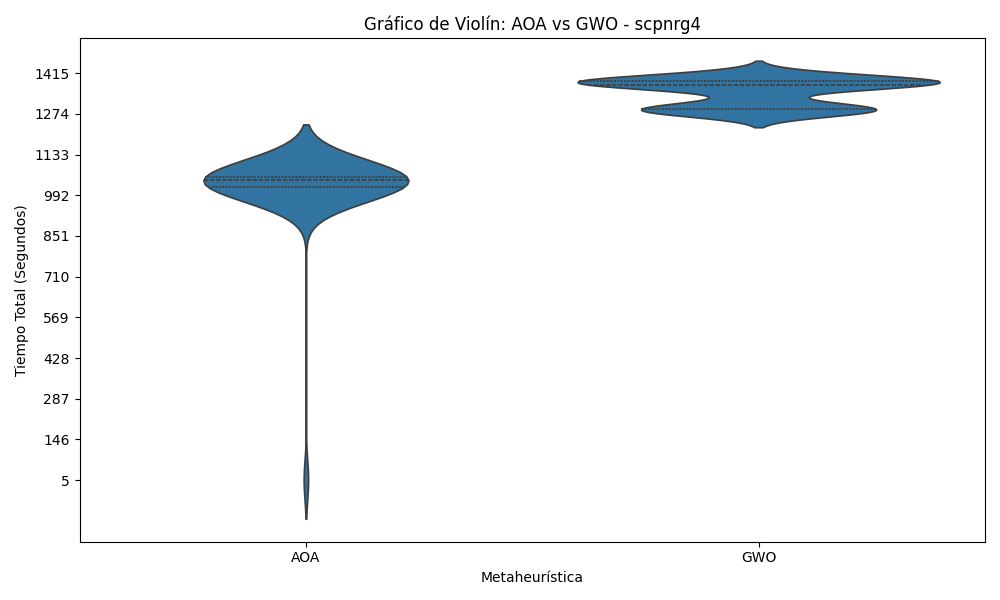 Gráfico de Violín: AOA vs GWO - scpnrg4
Tiempo Total (Segundos)
1415
1274
1133
992
851
710
569
428
287
146
5
AOA
GWO
Metaheurística